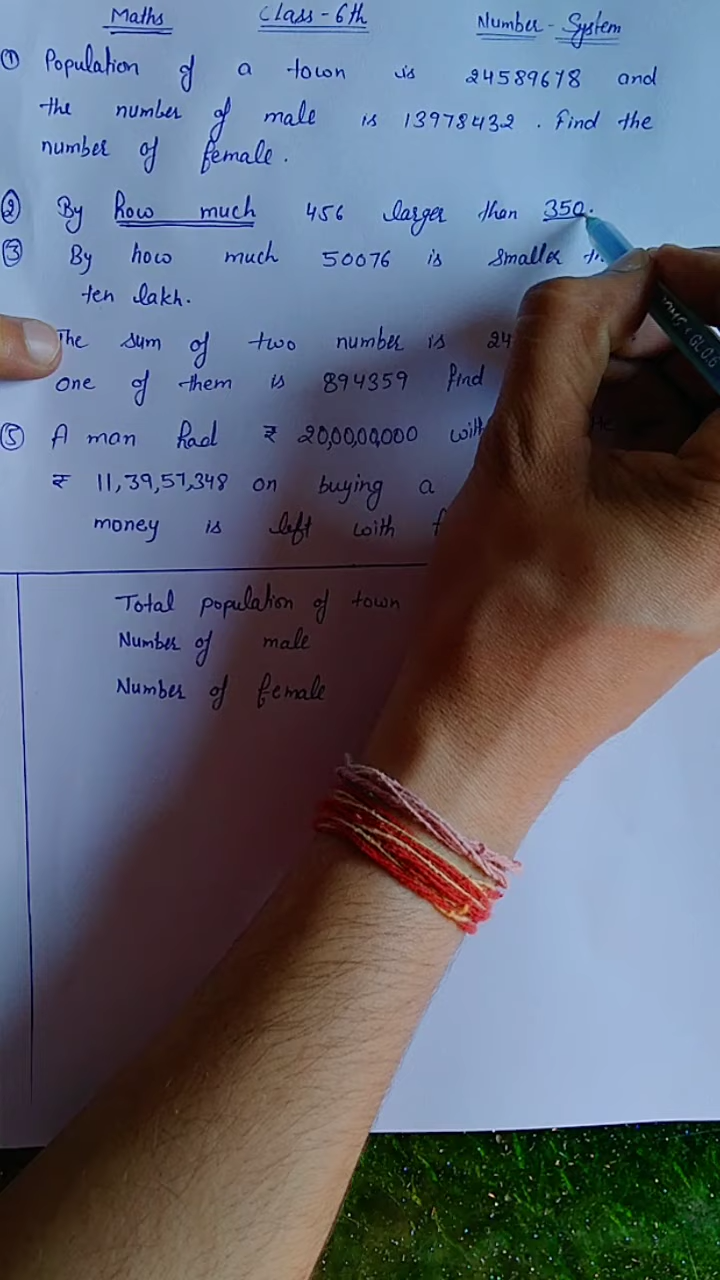 Maths Class-6th Number-System
① Population of a town is 24589678 and
the number of male is 13978432. Find the
number of female.
② By how much 456 larger than 350.
③ By how much 50076 is smaller
ten lakh.
The sum of two number is 24
one of them is 894359 find
⑤ A man had ₹ 20,00,00,000
₹ 11,39,57,348 on buying a
money is left with
Total population of town
Number of male
Number of female